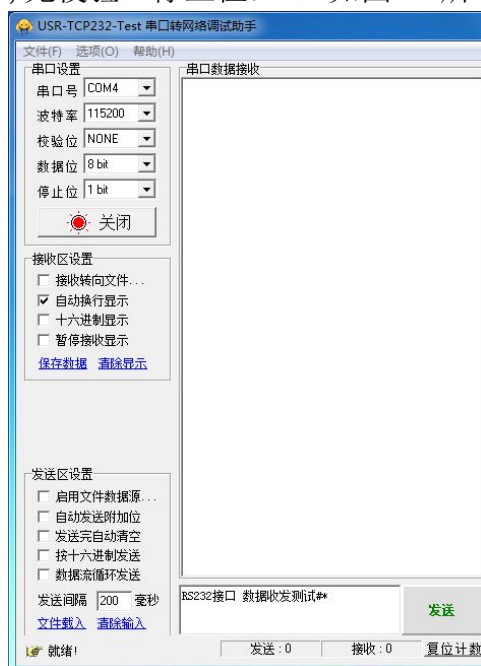 USR-TCP232-Test 串口转网络调试助手
文件(F) 选项(O) 帮助(H)
串口设置
串口号 COM4
波特率 115200
校验位 NONE
数据位 8 bit
停止位 1 bit
关闭
接收区设置
接收转向文件...
自动换行显示
十六进制显示
暂停接收显示
保存数据 清除显示
发送区设置
启用文件数据源...
自动发送附加位
发送完自动清空
按十六进制发送
数据流循环发送
发送间隔 200 毫秒
文件载入 清除输入
就绪!
串口数据接收
RS232接口 数据收发测试#*
发送
发送:0 接收:0 复位计数